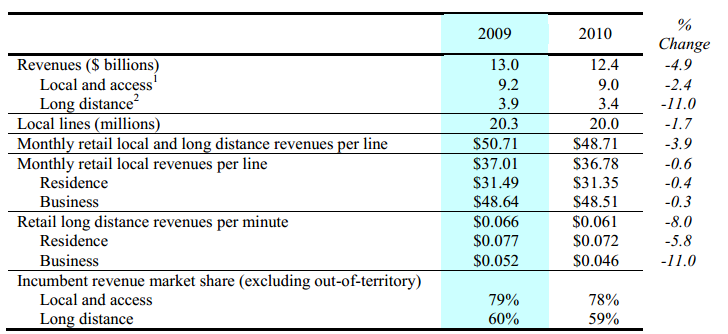 2009 2010 % Change
Revenues ($ billions) 13.0 12.4 -4.9
Local and access1 9.2 9.0 -2.4
Long distance2 3.9 3.4 -11.0
Local lines (millions) 20.3 20.0 -1.7
Monthly retail local and long distance revenues per line $50.71 $48.71 -3.9
Monthly retail local revenues per line $37.01 $36.78 -0.6
Residence $31.49 $31.35 -0.4
Business $48.64 $48.51 -0.3
Retail long distance revenues per minute $0.066 $0.061 -8.0
Residence $0.077 $0.072 -5.8
Business $0.052 $0.046 -11.0
Incumbent revenue market share (excluding out-of-territory)
Local and access 79% 78%
Long distance 60% 59%